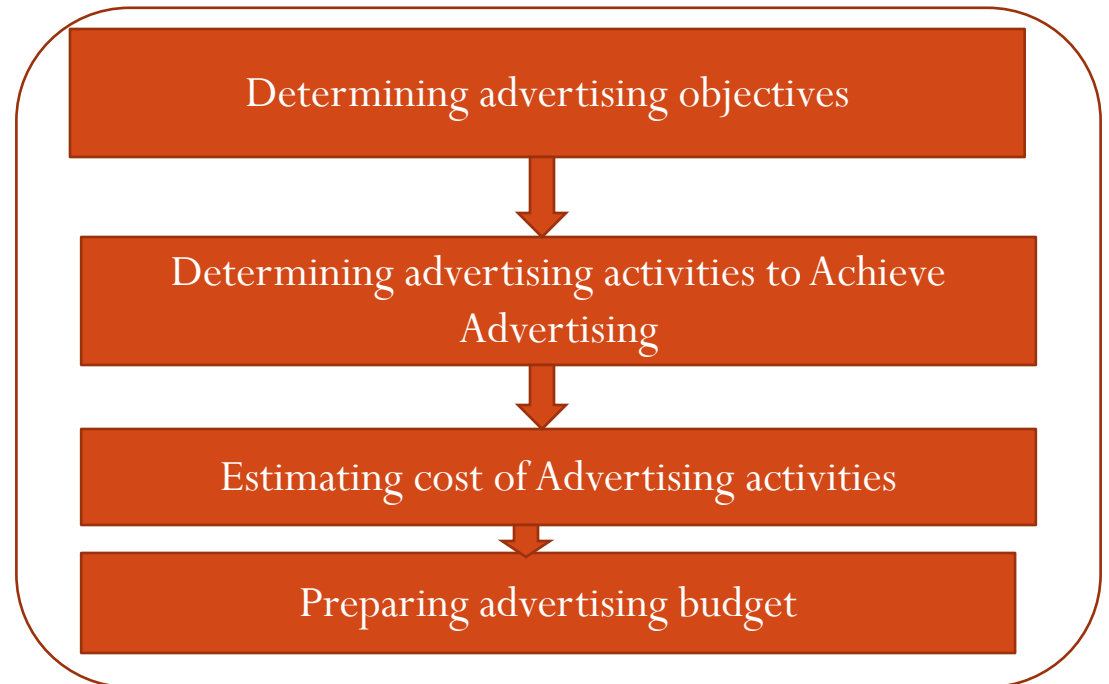 Determining advertising objectives
Determining advertising activities to Achieve
Advertising
Estimating cost of Advertising activities
Preparing advertising budget